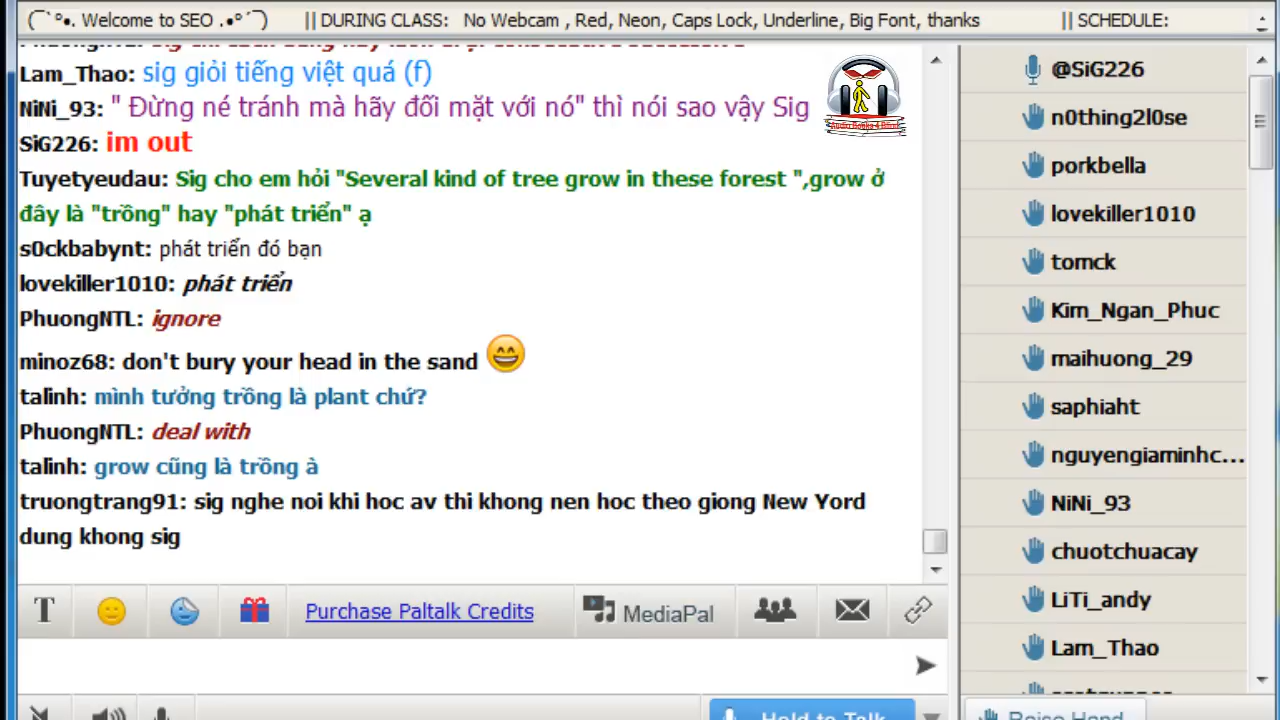 (¯`°•. Welcome to SEO .•°´¯) || DURING CLASS: No Webcam , Red, Neon, Caps Lock, Underline, Big Font, thanks || SCHEDULE:
Lam_Thao: sig giỏi tiếng việt quá (f)
NiNi_93: " Đừng né tránh mà hãy đối mặt với nó" thì nói sao vậy Sig
SiG226: im out
Tuyetyeudau: Sig cho em hỏi "Several kind of tree grow in these forest ",grow ở
đây là "trồng" hay "phát triển" ạ
s0ckbabynt: phát triển đó bạn
lovekiller1010: phát triển
PhuongNTL: ignore
minoz68: don't bury your head in the sand
talinh: mình tưởng trồng là plant chứ?
PhuongNTL: deal with
talinh: grow cũng là trồng à
truongtrang91: sig nghe noi khi hoc av thi khong nen hoc theo giong New Yord
dung khong sig
T
Purchase Paltalk Credits
MediaPal
Hold to Talk
@SiG226
n0thing2l0se
porkbella
lovekiller1010
tomck
Kim_Ngan_Phuc
maihuong_29
saphiaht
nguyengiaminhc...
NiNi_93
chuotchuacay
LiTi_andy
Lam_Thao
Raise Hand